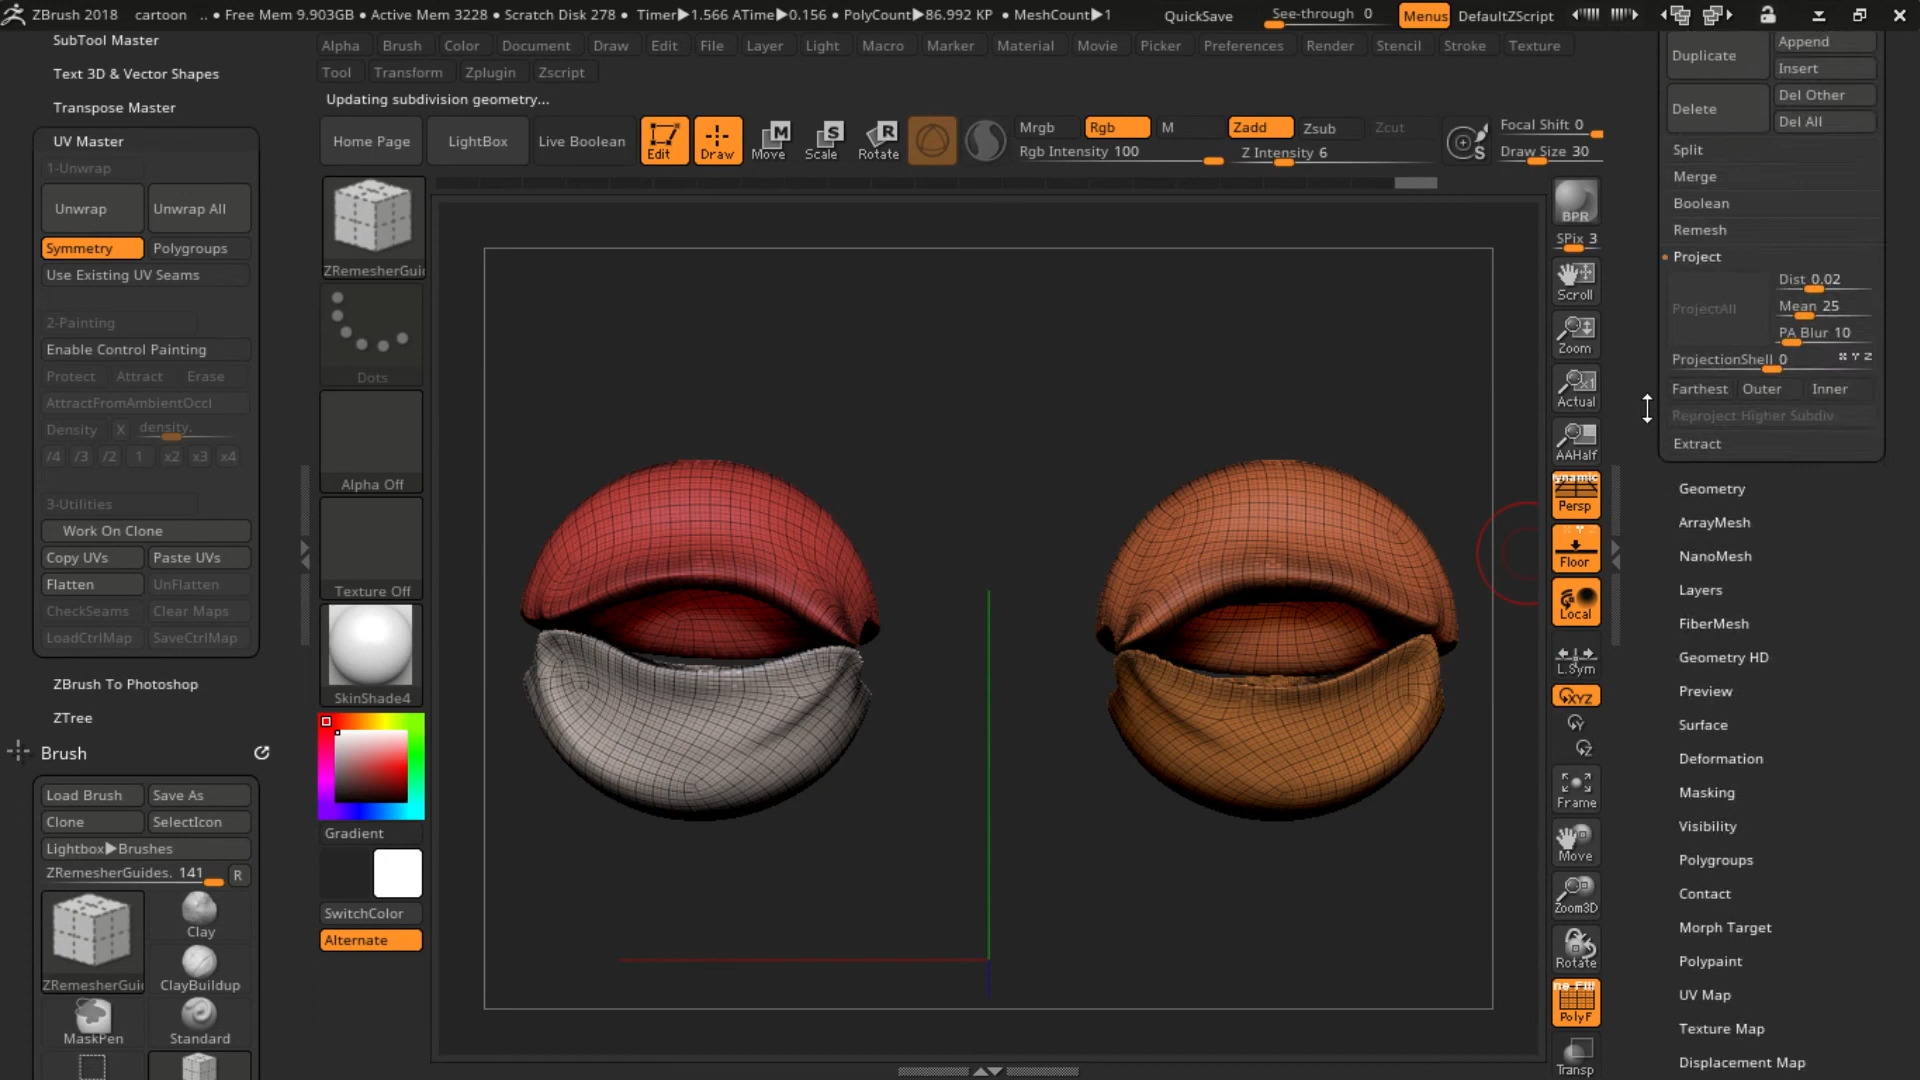 ZBrush 2018 cartoon .. • Free Mem 9.903GB • Active Mem 3228 • Scratch Disk 278 • Timer▶1.566 ATime▶0.156 • PolyCount▶86.992 KP • MeshCount▶1 QuickSave See-through 0 Menus DefaultZScript
Alpha Brush Color Document Draw Edit File Layer Light Macro Marker Material Movie Picker Preferences Render Stencil Stroke Texture
Tool Transform Zplugin Zscript
Updating subdivision geometry...
Home Page LightBox Live Boolean Edit Draw Move Scale Rotate
Mrgb Rgb M Zadd Zsub Zcut Focal Shift 0
Rgb Intensity 100 Z Intensity 6 Draw Size 30
SubTool Master
Text 3D & Vector Shapes
Transpose Master
UV Master
1-Unwrap
Unwrap Unwrap All
Symmetry Polygroups
Use Existing UV Seams
2-Painting
Enable Control Painting
Protect Attract Erase
AttractFromAmbientOccl
Density X density.
/4 /3 /2 1 x2 x3 x4
3-Utilities
Work On Clone
Copy UVs Paste UVs
Flatten UnFlatten
CheckSeams Clear Maps
LoadCtrlMap SaveCtrlMap
ZBrush To Photoshop
ZTree
Brush
Load Brush Save As
Clone SelectIcon
Lightbox▶Brushes
ZRemesherGuides. 141 R
Clay
ZRemesherGui ClayBuildup
MaskPen Standard
ZRemesherGui
Dots
Alpha Off
Texture Off
SkinShade4
Gradient
SwitchColor
Alternate
BPR
SPix 3
Scroll
Zoom
Actual
AAHalf
Dynamic
Persp
Floor
Local
L.Sym
XYZ
Y
Z
Frame
Move
Zoom3D
Rotate
ne Fill
PolyF
Transp
Duplicate Append
Insert
Delete Del Other
Del All
Split
Merge
Boolean
Remesh
Project
ProjectAll Dist 0.02
Mean 25
PA Blur 10
ProjectionShell 0 X Y Z
Farthest Outer Inner
Reproject Higher Subdiv
Extract
Geometry
ArrayMesh
NanoMesh
Layers
FiberMesh
Geometry HD
Preview
Surface
Deformation
Masking
Visibility
Polygroups
Contact
Morph Target
Polypaint
UV Map
Texture Map
Displacement Map